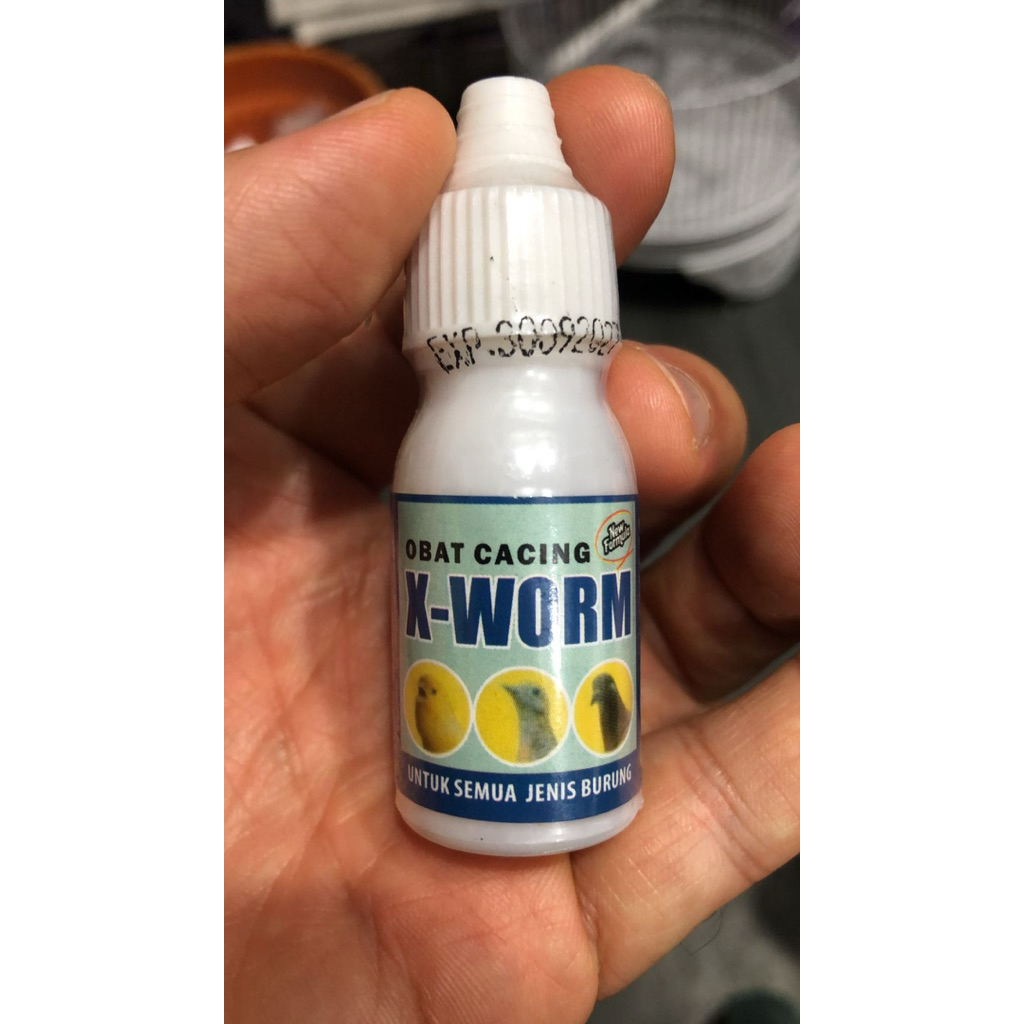 EXP.30092027
New
Formula
OBAT CACING
X-WORM
UNTUK SEMUA JENIS BURUNG